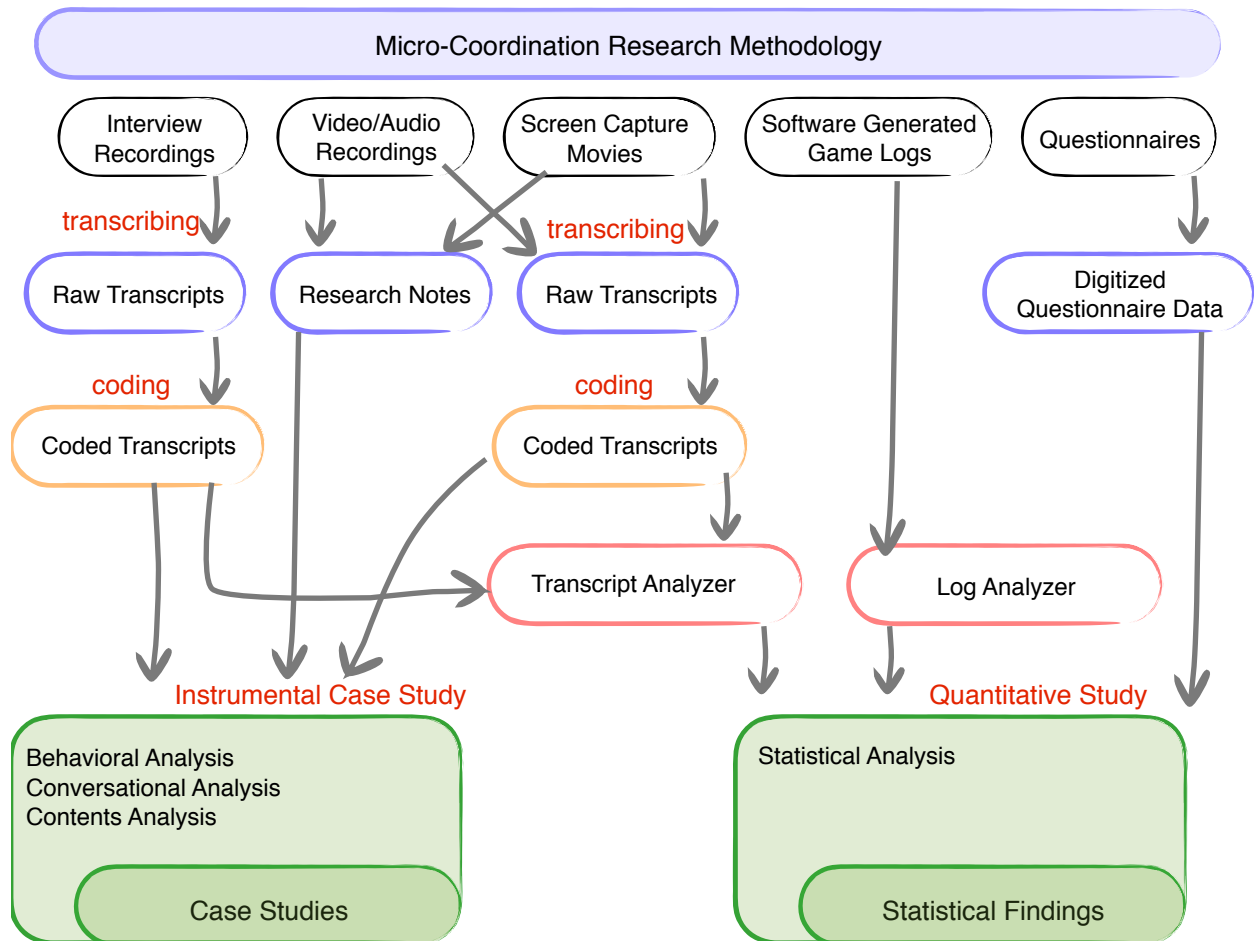 Micro-Coordination Research Methodology
Interview
Recordings
Video/Audio
Recordings
Screen Capture
Movies
Software Generated
Game Logs
Questionnaires
transcribing
transcribing
Raw Transcripts
Research Notes
Raw Transcripts
Digitized
Questionnaire Data
coding
coding
Coded Transcripts
Coded Transcripts
Transcript Analyzer
Log Analyzer
Instrumental Case Study
Quantitative Study
Behavioral Analysis
Conversational Analysis
Contents Analysis
Statistical Analysis
Case Studies
Statistical Findings